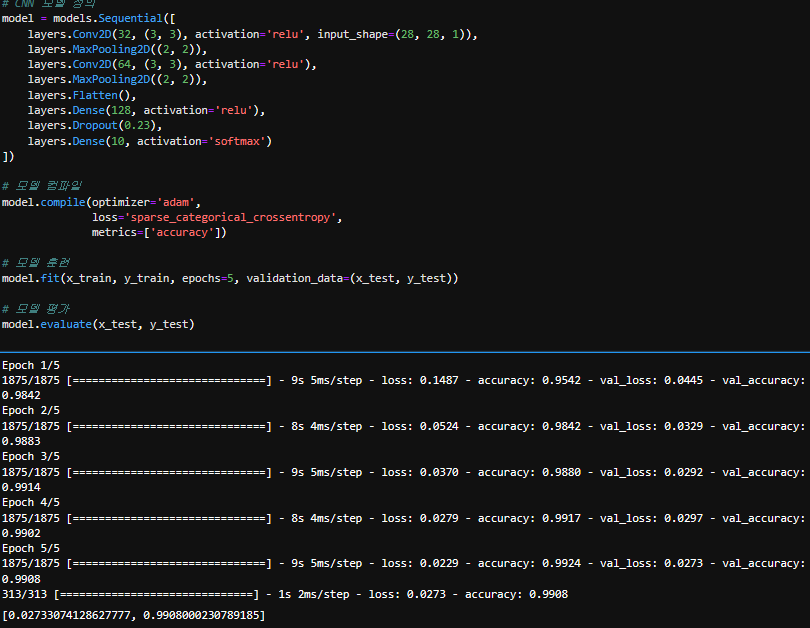 # CNN 모델 정의
model = models.Sequential([
    layers.Conv2D(32, (3, 3), activation='relu', input_shape=(28, 28, 1)),
    layers.MaxPooling2D((2, 2)),
    layers.Conv2D(64, (3, 3), activation='relu'),
    layers.MaxPooling2D((2, 2)),
    layers.Flatten(),
    layers.Dense(128, activation='relu'),
    layers.Dropout(0.23),
    layers.Dense(10, activation='softmax')
])
# 모델 컴파일
model.compile(optimizer='adam',
              loss='sparse_categorical_crossentropy',
              metrics=['accuracy'])
# 모델 훈련
model.fit(x_train, y_train, epochs=5, validation_data=(x_test, y_test))
# 모델 평가
model.evaluate(x_test, y_test)
Epoch 1/5
1875/1875 [==============================] - 9s 5ms/step - loss: 0.1487 - accuracy: 0.9542 - val_loss: 0.0445 - val_accuracy:
0.9842
Epoch 2/5
1875/1875 [==============================] - 8s 4ms/step - loss: 0.0524 - accuracy: 0.9842 - val_loss: 0.0329 - val_accuracy:
0.9883
Epoch 3/5
1875/1875 [==============================] - 9s 5ms/step - loss: 0.0370 - accuracy: 0.9880 - val_loss: 0.0292 - val_accuracy:
0.9914
Epoch 4/5
1875/1875 [==============================] - 8s 4ms/step - loss: 0.0279 - accuracy: 0.9917 - val_loss: 0.0297 - val_accuracy:
0.9902
Epoch 5/5
1875/1875 [==============================] - 9s 5ms/step - loss: 0.0229 - accuracy: 0.9924 - val_loss: 0.0273 - val_accuracy:
0.9908
313/313 [==============================] - 1s 2ms/step - loss: 0.0273 - accuracy: 0.9908
[0.02733074128627777, 0.9908000230789185]